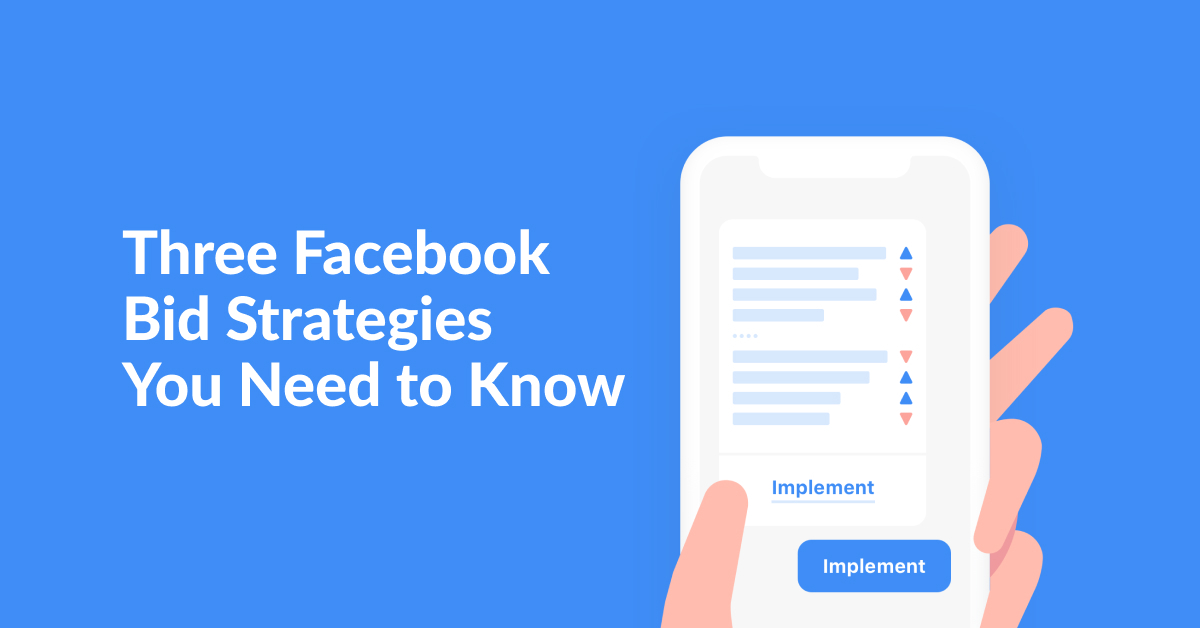 Three Facebook
Bid Strategies
You Need to Know
Implement
Implement